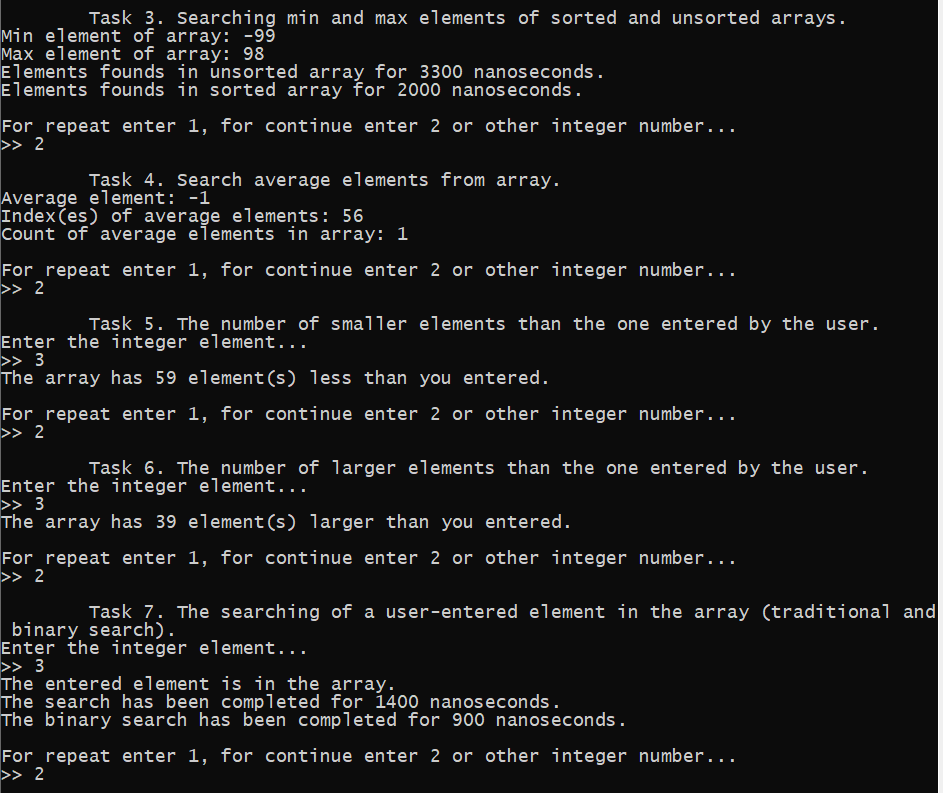 Task 3. Searching min and max elements of sorted and unsorted arrays.
Min element of array: -99
Max element of array: 98
Elements founds in unsorted array for 3300 nanoseconds.
Elements founds in sorted array for 2000 nanoseconds.
For repeat enter 1, for continue enter 2 or other integer number...
>> 2
Task 4. Search average elements from array.
Average element: -1
Index(es) of average elements: 56
Count of average elements in array: 1
For repeat enter 1, for continue enter 2 or other integer number...
>> 2
Task 5. The number of smaller elements than the one entered by the user.
Enter the integer element...
>> 3
The array has 59 element(s) less than you entered.
For repeat enter 1, for continue enter 2 or other integer number...
>> 2
Task 6. The number of larger elements than the one entered by the user.
Enter the integer element...
>> 3
The array has 39 element(s) larger than you entered.
For repeat enter 1, for continue enter 2 or other integer number...
>> 2
Task 7. The searching of a user-entered element in the array (traditional and
binary search).
Enter the integer element...
>> 3
The entered element is in the array.
The search has been completed for 1400 nanoseconds.
The binary search has been completed for 900 nanoseconds.
For repeat enter 1, for continue enter 2 or other integer number...
>> 2